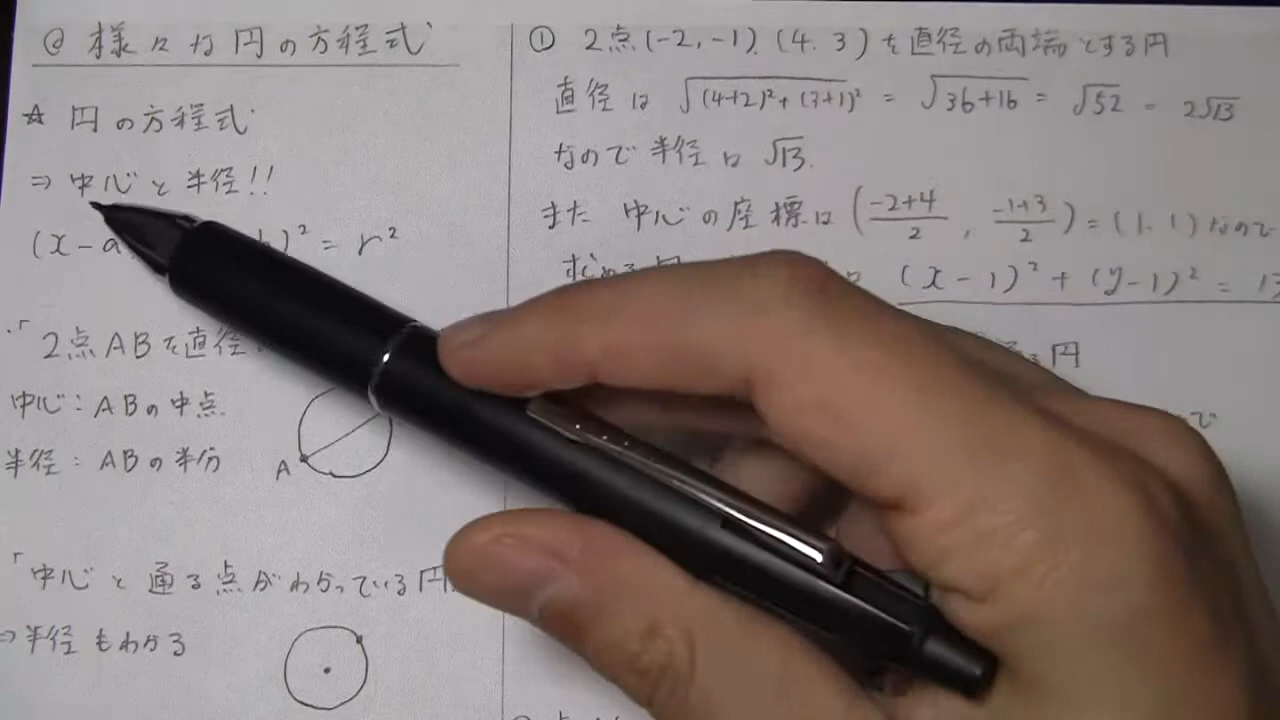 @ 様々な円の方程式
☆ 円の方程式
⇒ 中心と半径!!
(x-a )² = r²
「2点ABを直径
中心：ABの中点
半径：ABの半分
A
「中心と通る点がわかっている円
⇒半径もわかる
① 2点(-2,-1),(4,3)を直径の両端とする円
直径は √(4+2)²+(3+1)² = √36+16 = √52 = 2√13
なので半径は √13.
また 中心の座標は (-2+4/2 , -1+3/2) = (1,1)なので
求める円 (x-1)²+(y-1)² = 13
る円
で